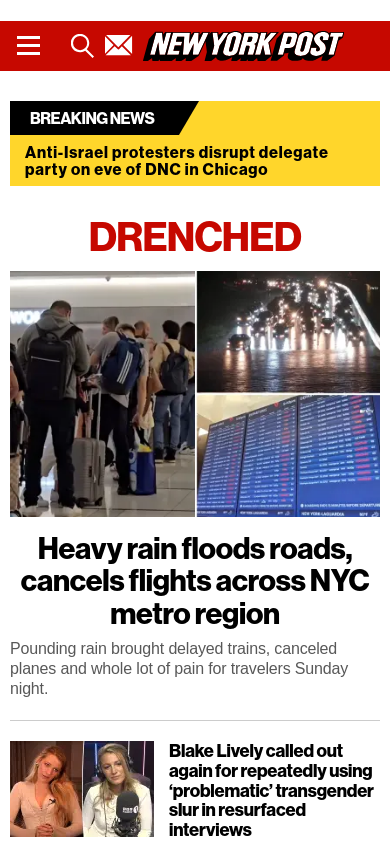 NEW YORK POST
BREAKING NEWS
Anti-Israel protesters disrupt delegate
party on eve of DNC in Chicago
DRENCHED
Heavy rain floods roads,
cancels flights across NYC
metro region
Pounding rain brought delayed trains, canceled
planes and whole lot of pain for travelers Sunday
night.
Blake Lively called out
again for repeatedly using
‘problematic’ transgender
slur in resurfaced
interviews